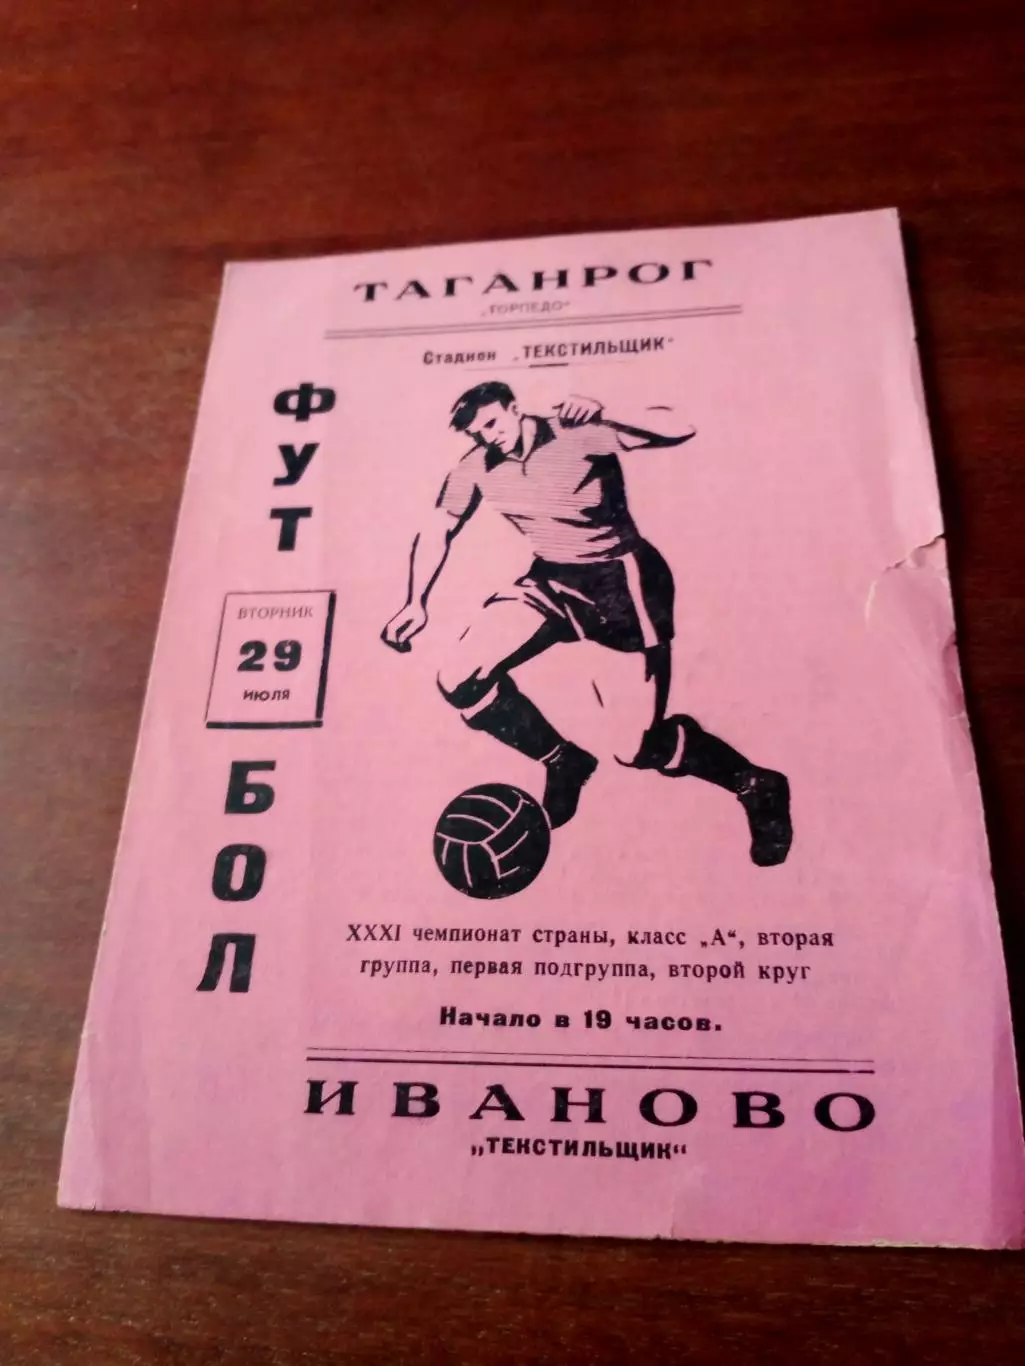 ТАГАНРОГ
„ТОРПЕДО"
Стадион „ТЕКСТИЛЬЩИК"
ФУТ
ВТОРНИК
29
ИЮЛЯ
БОЛ
XXXI чемпионат страны, класс „А“, вторая
группа, первая подгруппа, второй круг
Начало в 19 часов.
ИВАНОВО
„ТЕКСТИЛЬЩИК“